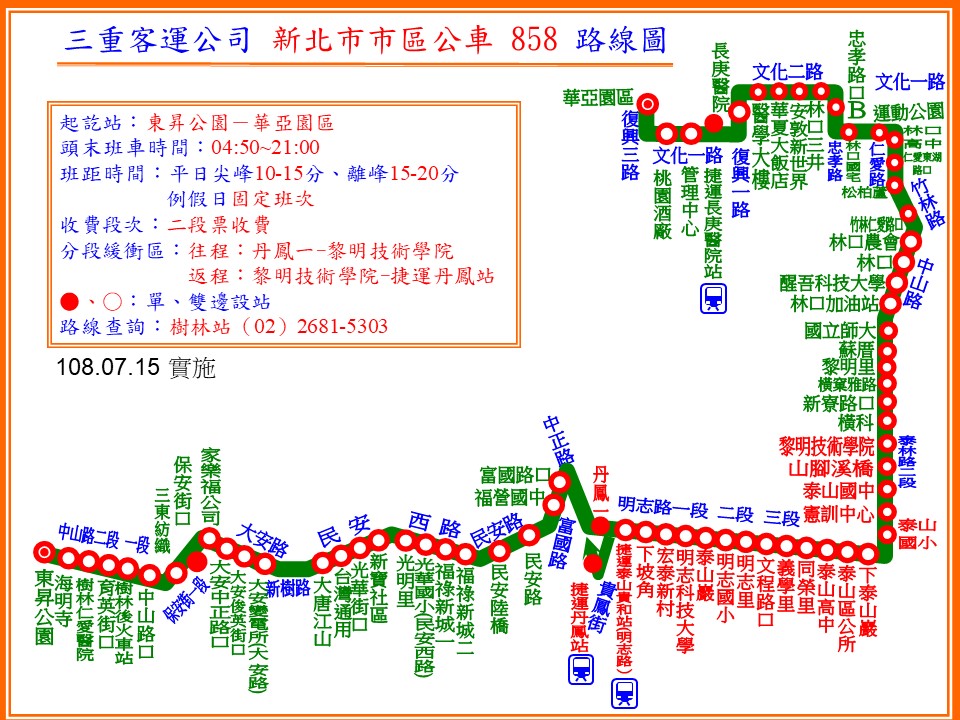 三重客運公司 新北市市區公車 858 路線圖
起訖站：東昇公園－華亞園區
頭末班車時間：04:50~21:00
班距時間：平日尖峰10-15分、離峰15-20分
例假日固定班次
收費段次：二段票收費
分段緩衝區：往程：丹鳳一-黎明技術學院
返程：黎明技術學院-捷運丹鳳站
●、○：單、雙邊設站
路線查詢：樹林站（02）2681-5303
108.07.15 實施
華亞園區
復興三路
文化一路
桃園酒廠
管理中心
捷運長庚醫院站
長庚醫院
復興一路
文化二路
醫學大樓
華夏大飯店
安敦新世界
林口三井
忠孝路口B
忠孝路
文化一路
運動公園
林口國宅
林口高中
仁愛路
仁愛東湖路口
松柏廬
竹林路
竹林仁愛路口
林口農會
林口
中山路
醒吾科技大學
林口加油站
國立師大
蘇厝
黎明里
橫窠雅路
新寮路口
橫科
黎明技術學院
泰林路二段
山腳溪橋
泰山國中
憲訓中心
泰山國小
下泰山巖
泰山區公所
泰山高中
同榮里
義學里
文程路口
明志里
明志國小
泰山巖
明志科技大學
宏泰新村
下坡角
捷運泰山貴和站(明志路)
明志路一段 二段 三段
丹鳳一
貴鳳街
捷運丹鳳站
中正路
富國路口
福營國中
富國路
民安路
民安路
民安陸橋
福祿新城二
福祿新城一
光華國小(民安西路)
光明里
民安西路
新寶社區
光華街口
台灣通用
大唐江山
新樹路
大安路
大安變電所(大安路)
大安後英街口
大安中正路口
家樂福公司
保安街一段
保安街口
三東紡織
中山路口
樹林後火車站
育英街口
樹林仁愛醫院
海明寺
東昇公園
中山路二段 一段